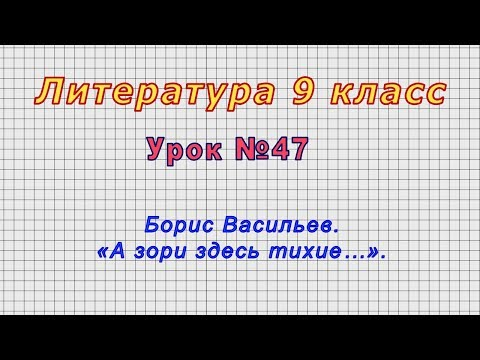 Литература 9 класс
Урок №47
Борис Васильев.
«А зори здесь тихие...».